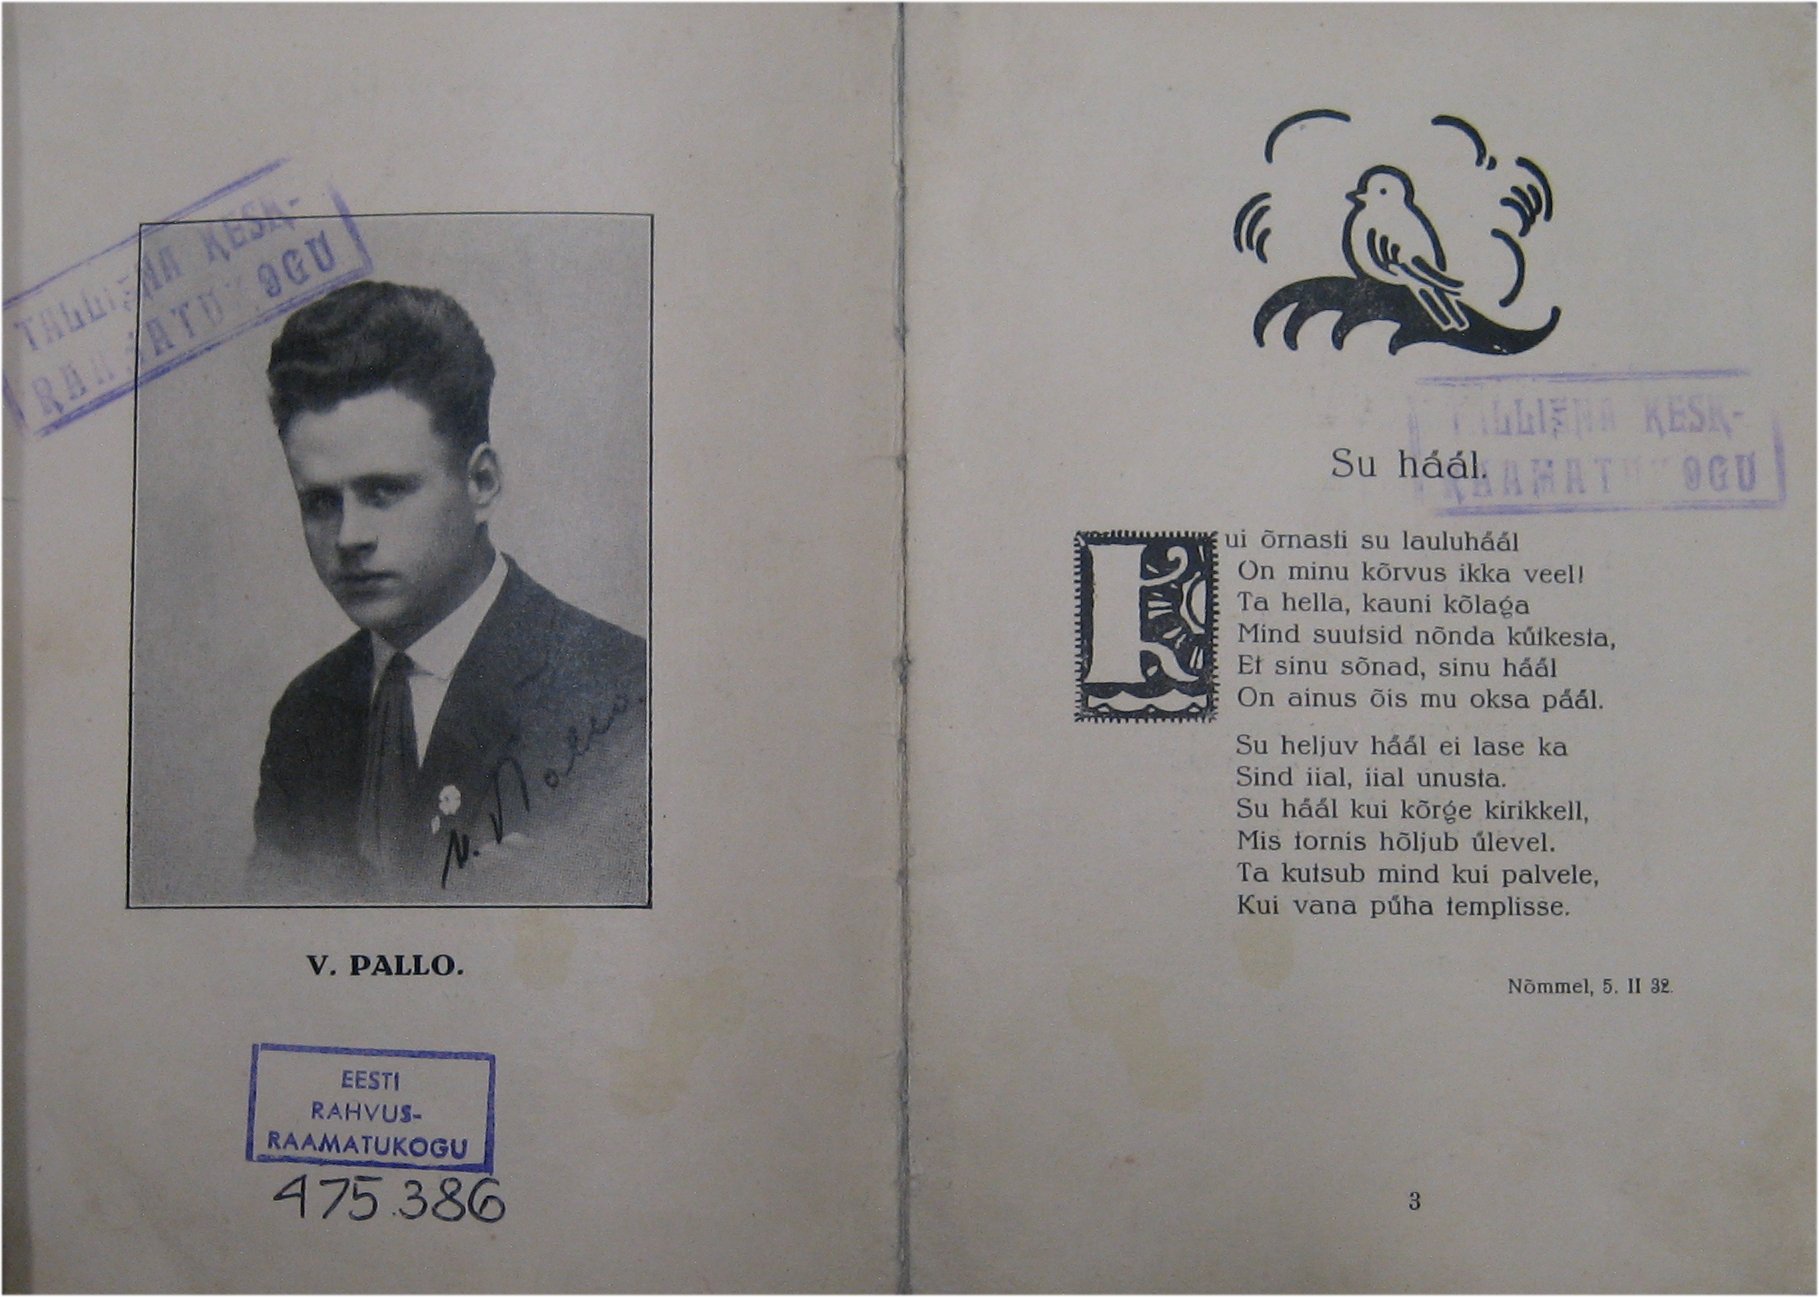 TALLINNA KESK-
RAAMATUKOGU
V. Pallo.
V. PALLO.
EESTI
RAHVUS-
RAAMATUKOGU
475.386
TALLINNA KESK-
RAAMATUKOGU
Su hääl.
Kui õrnasti su lauluhääl
On minu kõrvus ikka veel!
Ta hella, kauni kõlaga
Mind suutsid nõnda kütkesta,
Et sinu sõnad, sinu hääl
On ainus õis mu oksa pääl.
Su heljuv hääl ei lase ka
Sind iial, iial unusta.
Su hääl kui kõrge kirikkell,
Mis tornis hõljub ülevel.
Ta kutsub mind kui palvele,
Kui vana püha templisse.
Nõmmel, 5. II 32.
3